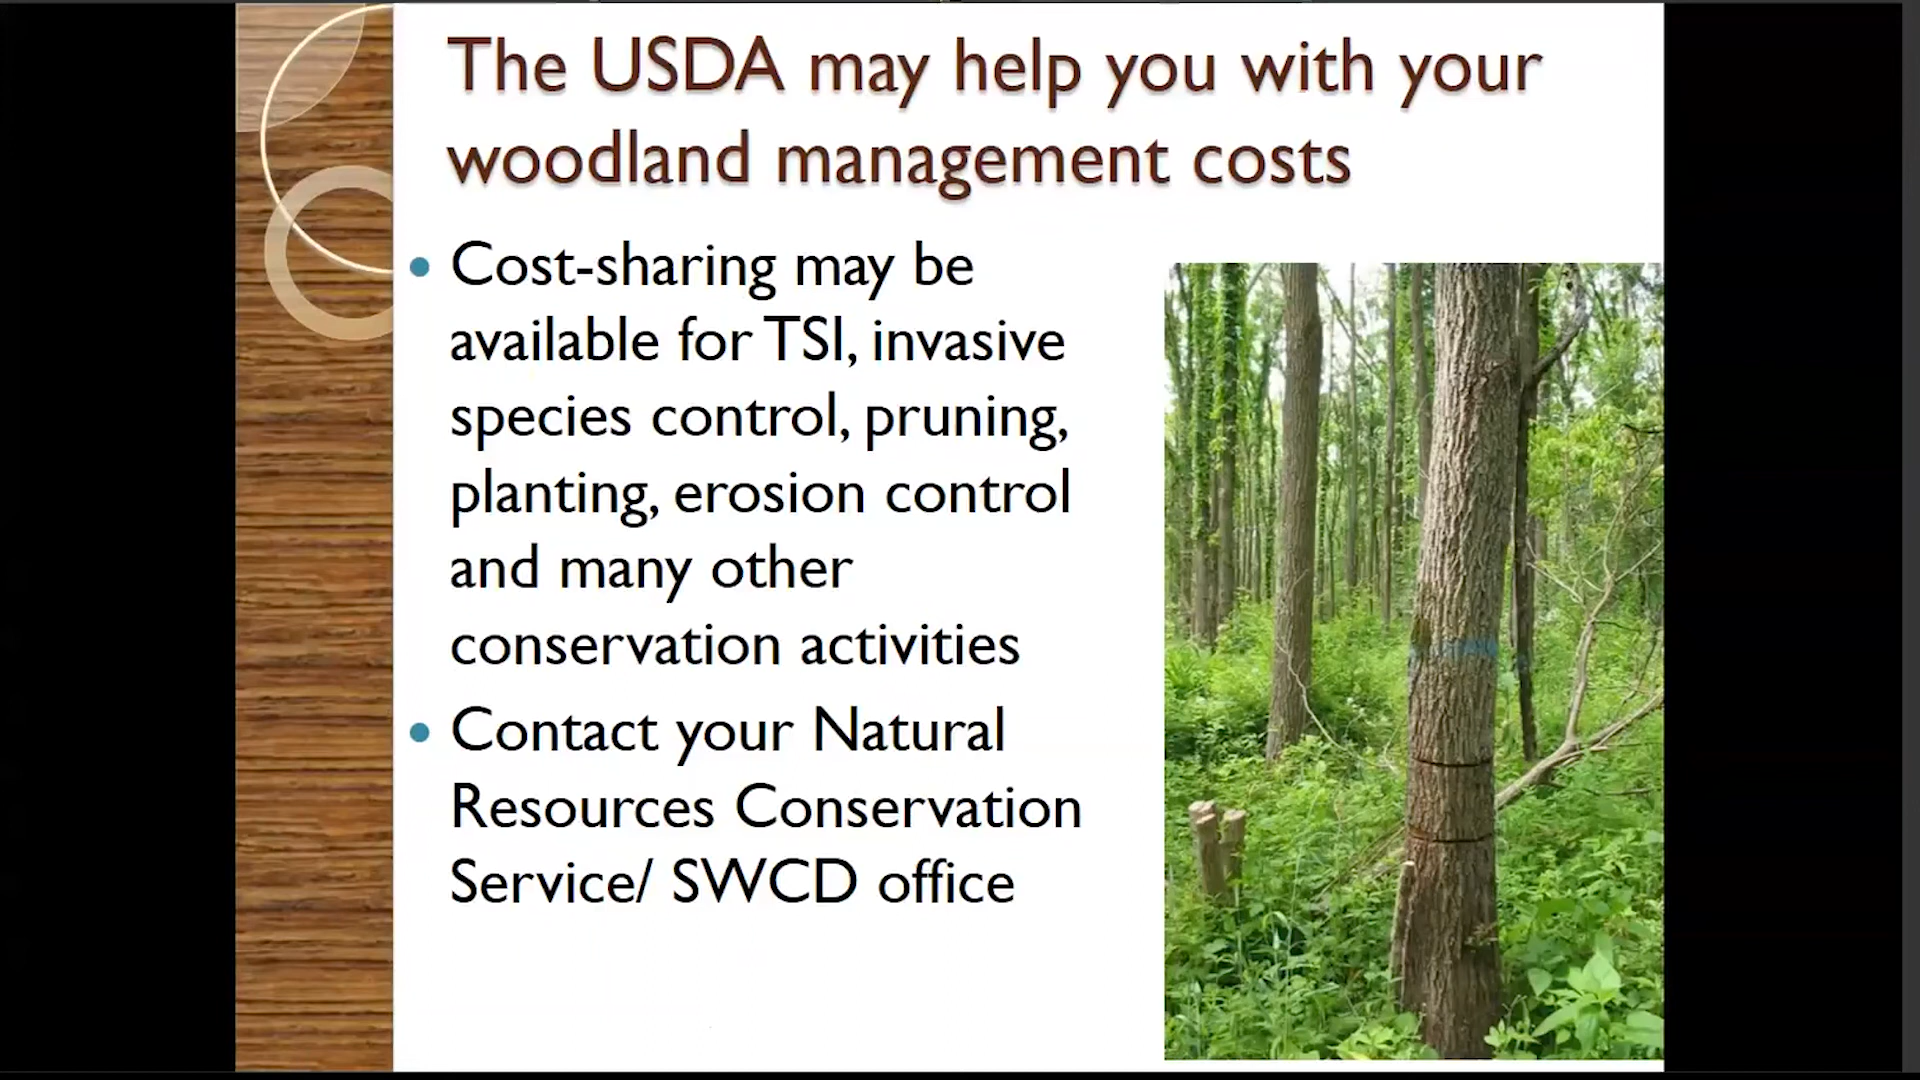 The USDA may help you with your
woodland management costs
• Cost-sharing may be
available for TSI, invasive
species control, pruning,
planting, erosion control
and many other
conservation activities
• Contact your Natural
Resources Conservation
Service/ SWCD office